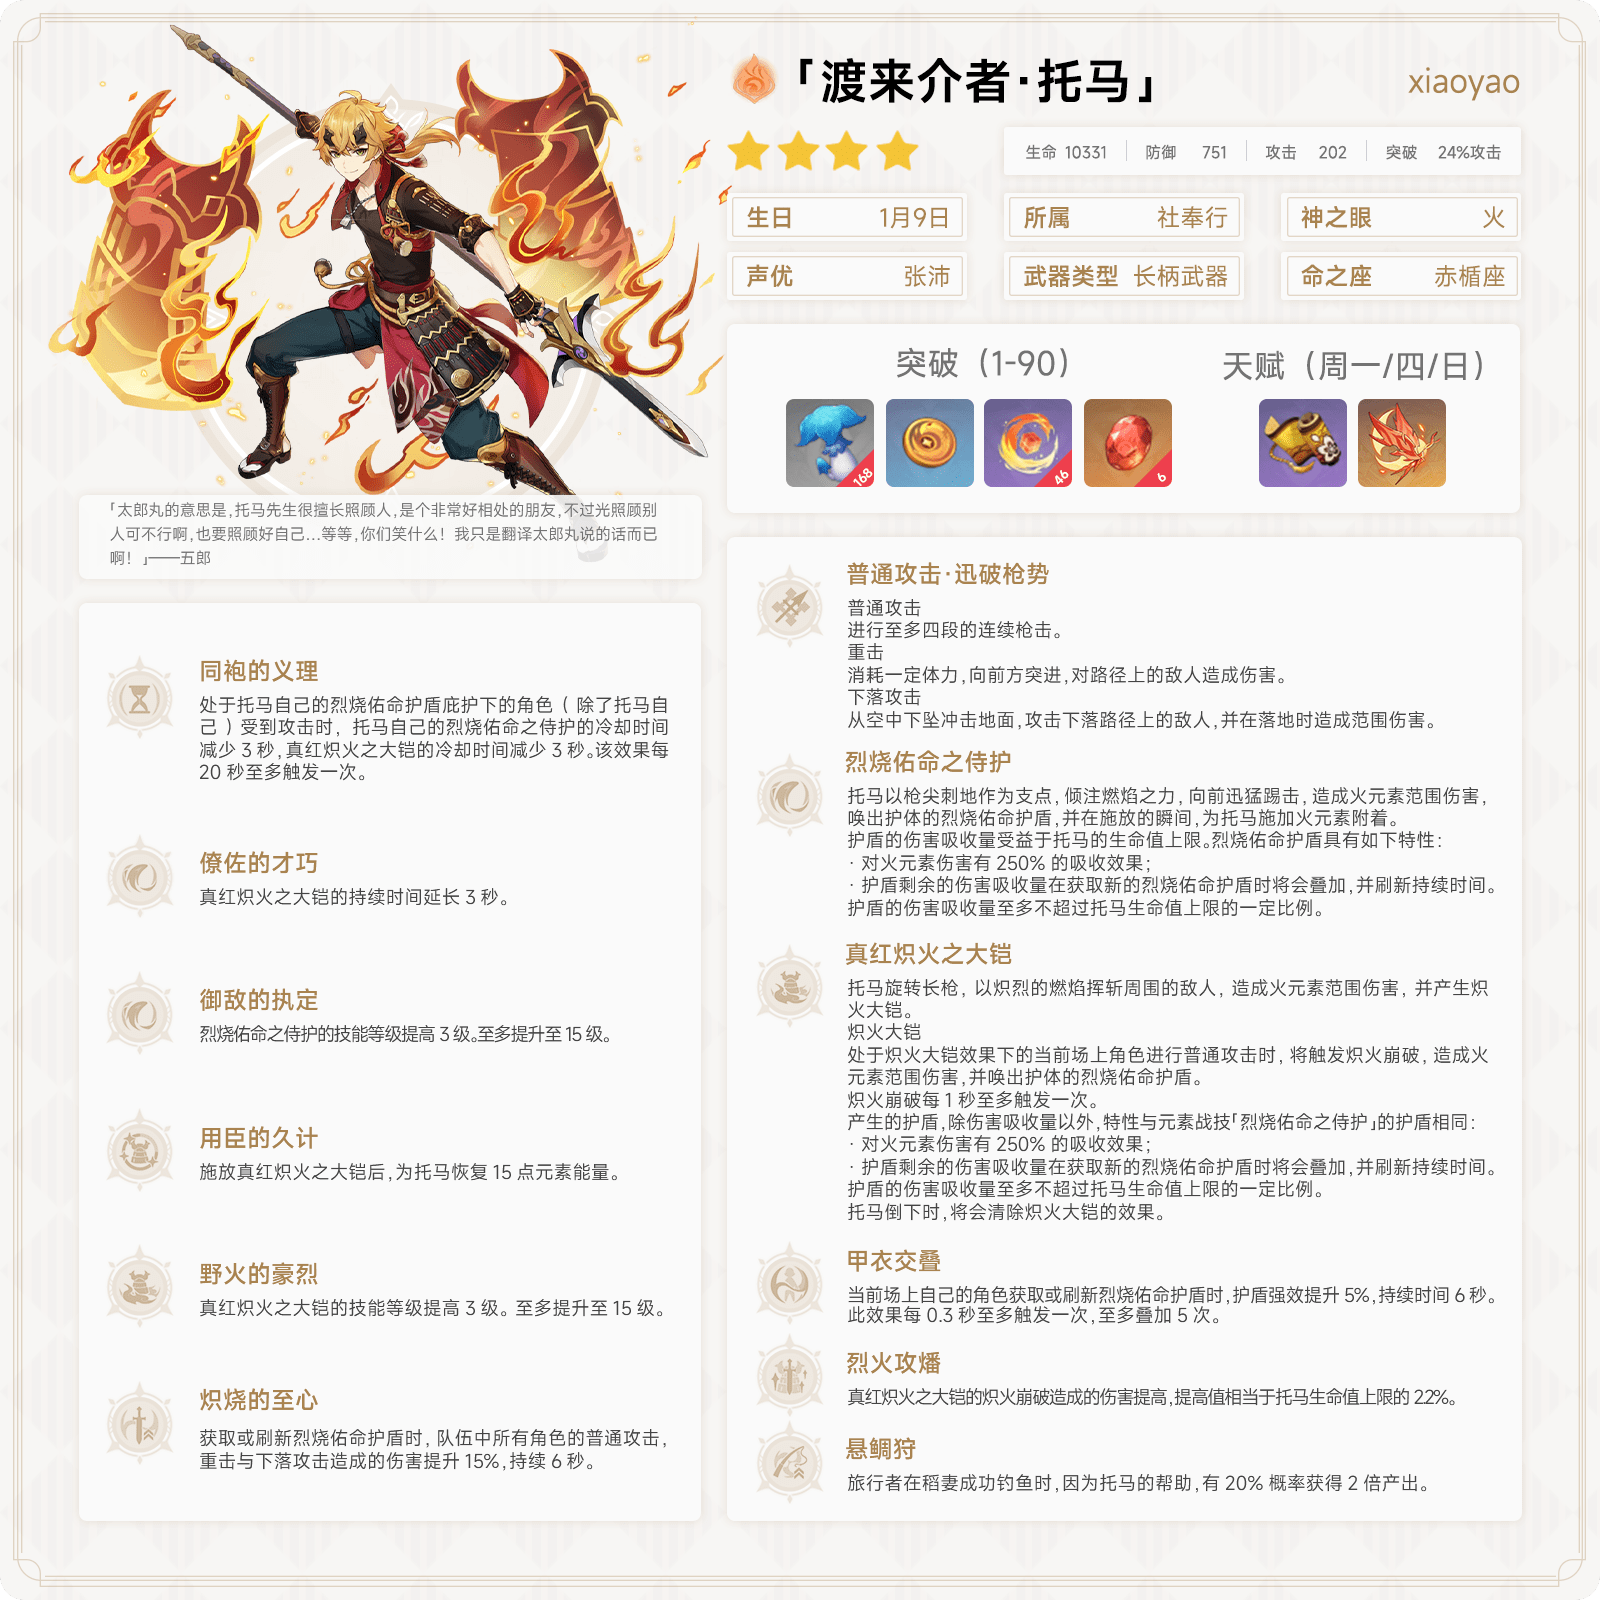 「渡来介者·托马」
xiaoyao
生命 10331 防御 751 攻击 202 突破 24%攻击
生日 1月9日 所属 社奉行 神之眼 火
声优 张沛 武器类型 长柄武器 命之座 赤楯座
突破（1-90） 天赋（周一/四/日）
168 46 6
「太郎丸的意思是,托马先生很擅长照顾人,是个非常好相处的朋友,不过光照顾别
人可不行啊,也要照顾好自己...等等,你们笑什么！我只是翻译太郎丸说的话而已
啊！」——五郎
同袍的义理
处于托马自己的烈烧佑命护盾庇护下的角色（除了托马自
己）受到攻击时，托马自己的烈烧佑命之侍护的冷却时间
减少 3 秒,真红炽火之大铠的冷却时间减少 3 秒。该效果每
20 秒至多触发一次。
僚佐的才巧
真红炽火之大铠的持续时间延长 3 秒。
御敌的执定
烈烧佑命之侍护的技能等级提高 3 级。至多提升至 15 级。
用臣的久计
施放真红炽火之大铠后,为托马恢复 15 点元素能量。
野火的豪烈
真红炽火之大铠的技能等级提高 3 级。至多提升至 15 级。
炽烧的至心
获取或刷新烈烧佑命护盾时,队伍中所有角色的普通攻击,
重击与下落攻击造成的伤害提升 15%,持续 6 秒。
普通攻击·迅破枪势
普通攻击
进行至多四段的连续枪击。
重击
消耗一定体力,向前方突进,对路径上的敌人造成伤害。
下落攻击
从空中下坠冲击地面,攻击下落路径上的敌人,并在落地时造成范围伤害。
烈烧佑命之侍护
托马以枪尖刺地作为支点,倾注燃焰之力,向前迅猛踢击,造成火元素范围伤害,
唤出护体的烈烧佑命护盾,并在施放的瞬间,为托马施加火元素附着。
护盾的伤害吸收量受益于托马的生命值上限。烈烧佑命护盾具有如下特性：
· 对火元素伤害有 250% 的吸收效果；
· 护盾剩余的伤害吸收量在获取新的烈烧佑命护盾时将会叠加,并刷新持续时间。
护盾的伤害吸收量至多不超过托马生命值上限的一定比例。
真红炽火之大铠
托马旋转长枪,以炽烈的燃焰挥斩周围的敌人,造成火元素范围伤害,并产生炽
火大铠。
炽火大铠
处于炽火大铠效果下的当前场上角色进行普通攻击时,将触发炽火崩破,造成火
元素范围伤害,并唤出护体的烈烧佑命护盾。
炽火崩破每 1 秒至多触发一次。
产生的护盾,除伤害吸收量以外,特性与元素战技「烈烧佑命之侍护」的护盾相同：
· 对火元素伤害有 250% 的吸收效果；
· 护盾剩余的伤害吸收量在获取新的烈烧佑命护盾时将会叠加,并刷新持续时间。
护盾的伤害吸收量至多不超过托马生命值上限的一定比例。
托马倒下时,将会清除炽火大铠的效果。
甲衣交叠
当前场上自己的角色获取或刷新烈烧佑命护盾时,护盾强效提升 5%,持续时间 6 秒。
此效果每 0.3 秒至多触发一次,至多叠加 5 次。
烈火攻燔
真红炽火之大铠的炽火崩破造成的伤害提高,提高值相当于托马生命值上限的 2.2%。
悬鲷狩
旅行者在稻妻成功钓鱼时,因为托马的帮助,有 20% 概率获得 2 倍产出。